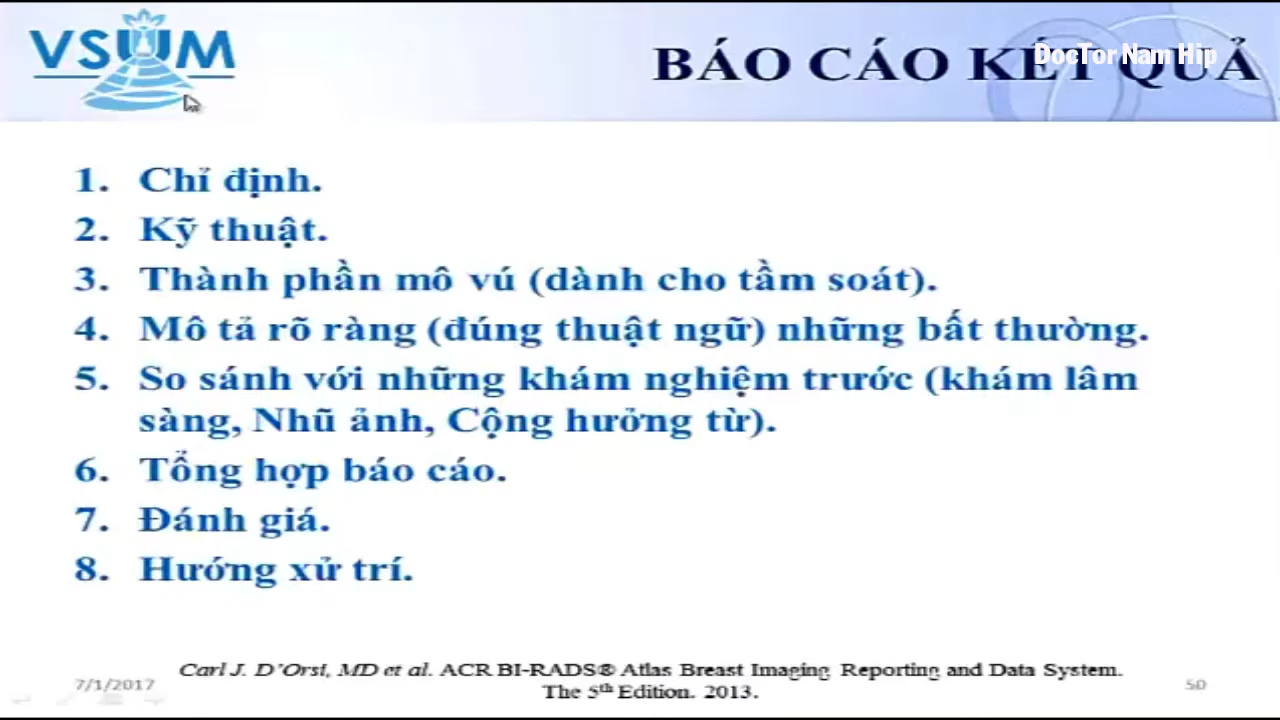 VSUM
BÁO CÁO KẾT QUẢ
DocTor Nam Hip
1. Chỉ định.
2. Kỹ thuật.
3. Thành phần mô vú (dành cho tầm soát).
4. Mô tả rõ ràng (đúng thuật ngữ) những bất thường.
5. So sánh với những khám nghiệm trước (khám lâm
sàng, Nhũ ảnh, Cộng hưởng từ).
6. Tổng hợp báo cáo.
7. Đánh giá.
8. Hướng xử trí.
Carl J. D'Orsi, MD et al. ACR BI-RADS® Atlas Breast Imaging Reporting and Data System.
The 5th Edition. 2013.
7/1/2017
50